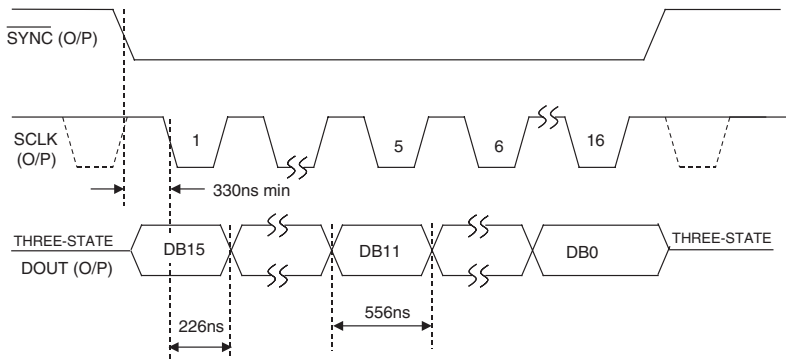 SYNC (O/P)
SCLK
(O/P)
1
5
6
16
330ns min
THREE-STATE
DOUT (O/P)
DB15
DB11
DB0
THREE-STATE
226ns
556ns